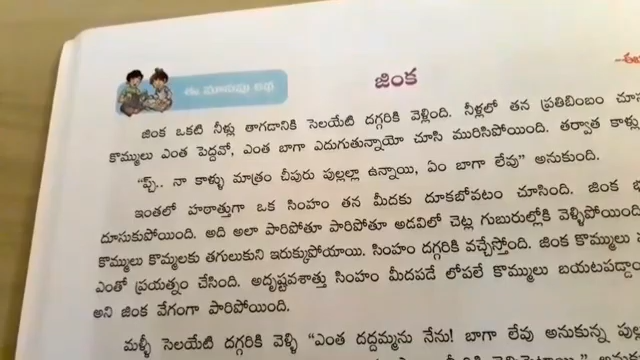 ఈ మాసపు కథ
జింక
జింక ఒకటి నీళ్లు తాగడానికి సెలయేటి దగ్గరికి వెళ్లింది. నీళ్లలో తన ప్రతిబింబం
కొమ్ములు ఎంత పెద్దవో, ఎంత బాగా ఎదుగుతున్నాయో చూసి మురిసిపోయింది. తర్వాత
"ఫ్చ్.. నా కాళ్ళు మాత్రం చీపురు పుల్లల్లా ఉన్నాయి, ఏం బాగా లేవు" అనుకుంది.
ఇంతలో హఠాత్తుగా ఒక సింహం తన మీదకు దూకబోవటం చూసింది. జింక
దూసుకుపోయింది. అది అలా పారిపోతూ పారిపోతూ అడవిలో చెట్ల గుబురుల్లోకి వెళ్ళిపోయింది
కొమ్ములు కొమ్మలకు తగులుకుని ఇరుక్కుపోయాయి. సింహం దగ్గరికి వచ్చేస్తోంది. జింక కొమ్ములు
ఎంతో ప్రయత్నం చేసింది. అదృష్టవశాత్తు సింహం మీదపడే లోపలే కొమ్ములు
అని జింక వేగంగా పారిపోయింది.
మళ్ళీ సెలయేటి దగ్గరికి వెళ్ళి "ఎంత దద్దమ్మను నేను! బాగా లేవు అనుకున్న